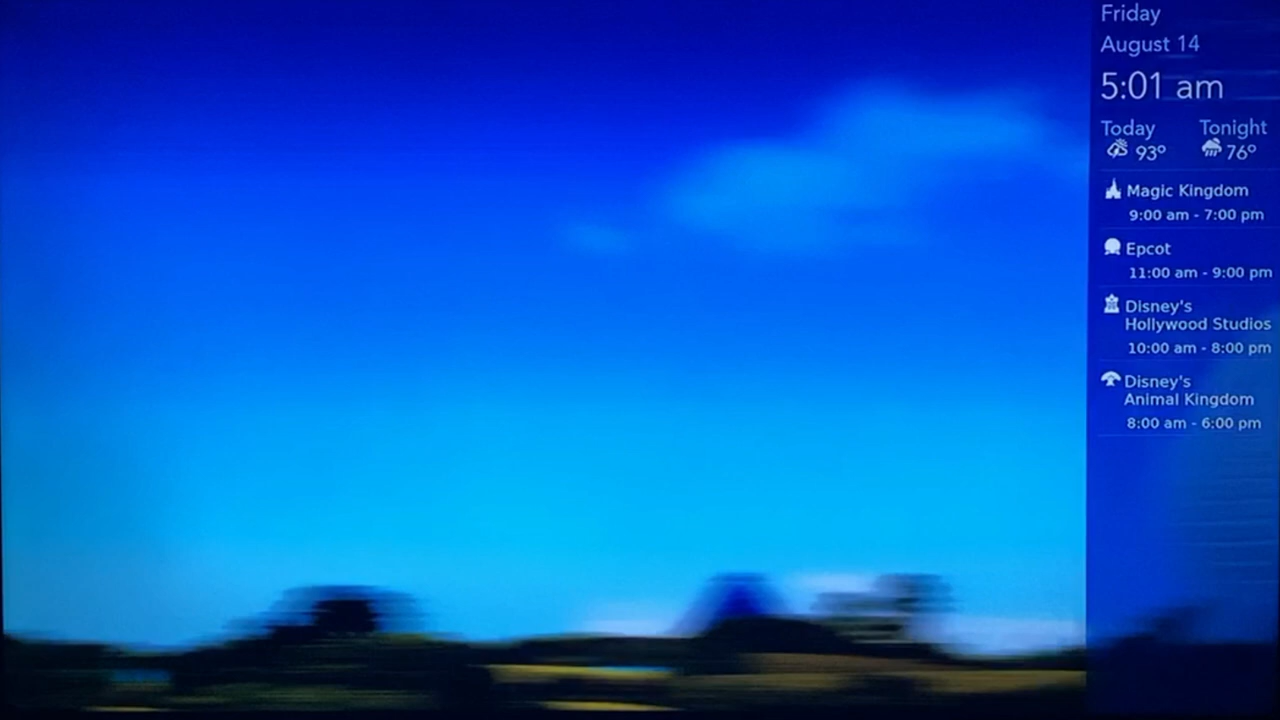 Friday
August 14
5:01 am
Today Tonight
93° 76°
Magic Kingdom
9:00 am - 7:00 pm
Epcot
11:00 am - 9:00 pm
Disney's
Hollywood Studios
10:00 am - 8:00 pm
Disney's
Animal Kingdom
8:00 am - 6:00 pm